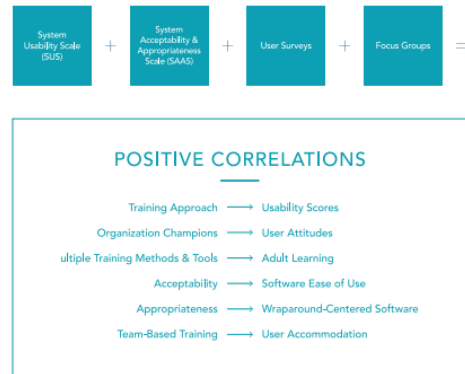 System
Usability Scale
(SUS)
+
System
Acceptability &
Appropriateness
Scale (SAAS)
+
User Surveys
+
Focus Groups
=
POSITIVE CORRELATIONS
Training Approach → Usability Scores
Organization Champions → User Attitudes
ultiple Training Methods & Tools → Adult Learning
Acceptability → Software Ease of Use
Appropriateness → Wraparound-Centered Software
Team-Based Training → User Accommodation